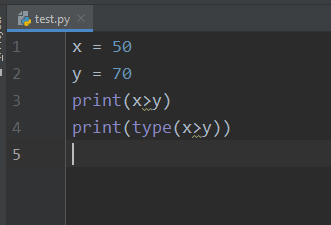 test.py
1 x = 50
2 y = 70
3 print(x>y)
4 print(type(x>y))
5